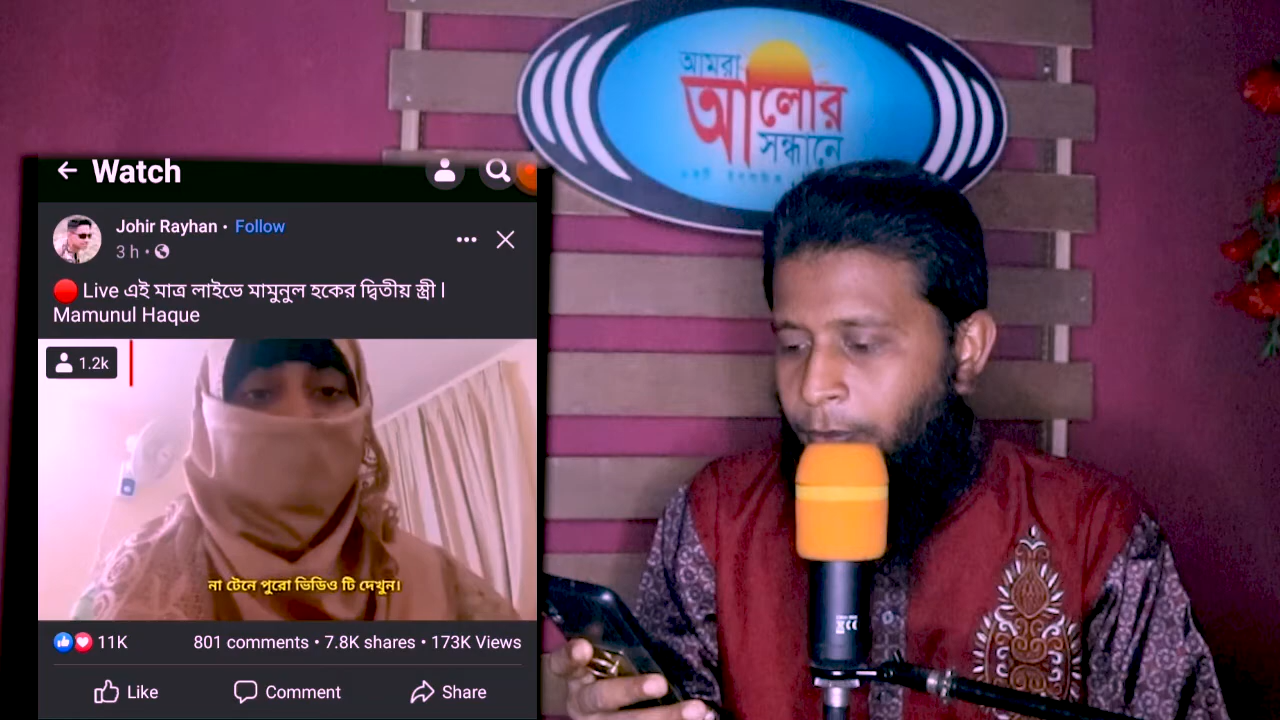 আমরা
আলোর
সন্ধানে
Watch
Johir Rayhan • Follow
3 h •
Live এই মাত্র লাইভে মামুনুল হকের দ্বিতীয় স্ত্রী |
Mamunul Haque
1.2k
না টেনে পুরো ভিডিও টি দেখুন।
11K
801 comments • 7.8K shares • 173K Views
Like
Comment
Share